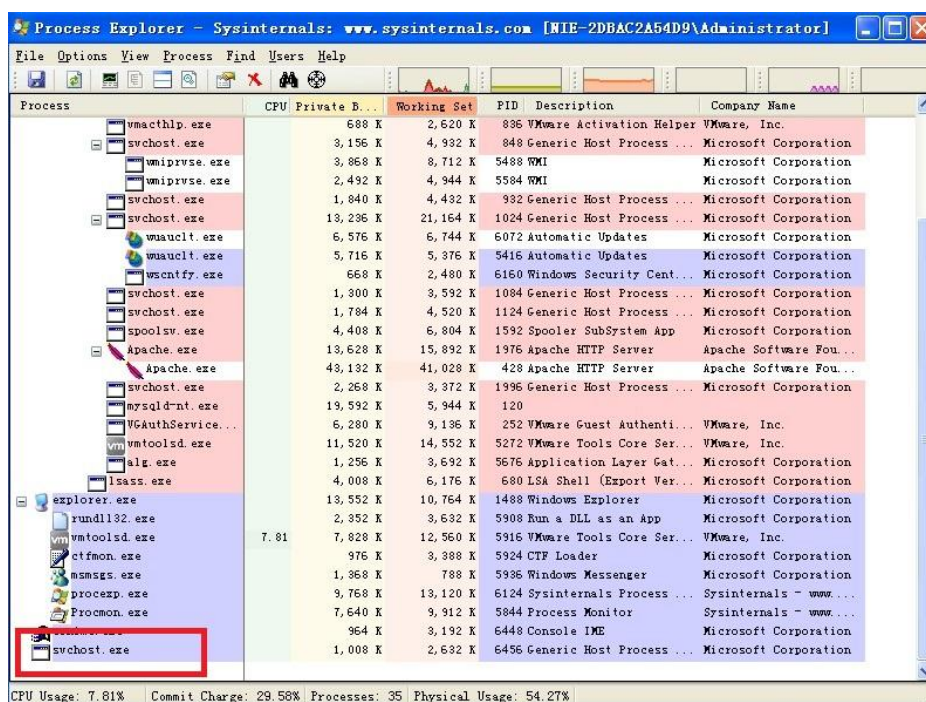 Process Explorer - Sysinternals: www.sysinternals.com [NIE-2DBAC2A54D9\Administrator]
File Options View Process Find Users Help
Process CPU Private B... Working Set PID Description Company Name
vmacthlp.exe 688 K 2,620 K 836 VMware Activation Helper VMware, Inc.
svchost.exe 3,156 K 4,932 K 848 Generic Host Process ... Microsoft Corporation
wmiprvse.exe 3,868 K 8,712 K 5488 WMI Microsoft Corporation
wmiprvse.exe 2,492 K 4,944 K 5584 WMI Microsoft Corporation
svchost.exe 1,840 K 4,432 K 932 Generic Host Process ... Microsoft Corporation
svchost.exe 13,236 K 21,164 K 1024 Generic Host Process ... Microsoft Corporation
wuauclt.exe 6,576 K 6,744 K 6072 Automatic Updates Microsoft Corporation
wuauclt.exe 5,716 K 5,376 K 5416 Automatic Updates Microsoft Corporation
wscntfy.exe 668 K 2,480 K 6160 Windows Security Cent... Microsoft Corporation
svchost.exe 1,300 K 3,592 K 1084 Generic Host Process ... Microsoft Corporation
svchost.exe 1,784 K 4,520 K 1124 Generic Host Process ... Microsoft Corporation
spoolsv.exe 4,408 K 6,804 K 1592 Spooler SubSystem App Microsoft Corporation
Apache.exe 13,628 K 15,892 K 1976 Apache HTTP Server Apache Software Fou...
Apache.exe 43,132 K 41,028 K 428 Apache HTTP Server Apache Software Fou...
svchost.exe 2,268 K 3,372 K 1996 Generic Host Process ... Microsoft Corporation
mysqld-nt.exe 19,592 K 5,944 K 120
VGAuthService... 6,280 K 9,136 K 252 VMware Guest Authenti... VMware, Inc.
vmtoolsd.exe 11,520 K 14,552 K 5272 VMware Tools Core Ser... VMware, Inc.
alg.exe 1,256 K 3,692 K 5676 Application Layer Gat... Microsoft Corporation
lsass.exe 4,008 K 6,176 K 680 LSA Shell (Export Ver... Microsoft Corporation
explorer.exe 13,552 K 10,764 K 1488 Windows Explorer Microsoft Corporation
rundll32.exe 2,352 K 3,632 K 5908 Run a DLL as an App Microsoft Corporation
vmtoolsd.exe 7.81 7,828 K 12,560 K 5916 VMware Tools Core Ser... VMware, Inc.
ctfmon.exe 976 K 3,388 K 5924 CTF Loader Microsoft Corporation
msmsgs.exe 1,368 K 788 K 5936 Windows Messenger Microsoft Corporation
procexp.exe 9,768 K 13,120 K 6124 Sysinternals Process ... Sysinternals - www....
Procmon.exe 7,640 K 9,912 K 5844 Process Monitor Sysinternals - www....
964 K 3,192 K 6448 Console IME Microsoft Corporation
svchost.exe 1,008 K 2,632 K 6456 Generic Host Process ... Microsoft Corporation
CPU Usage: 7.81% Commit Charge: 29.58% Processes: 35 Physical Usage: 54.27%